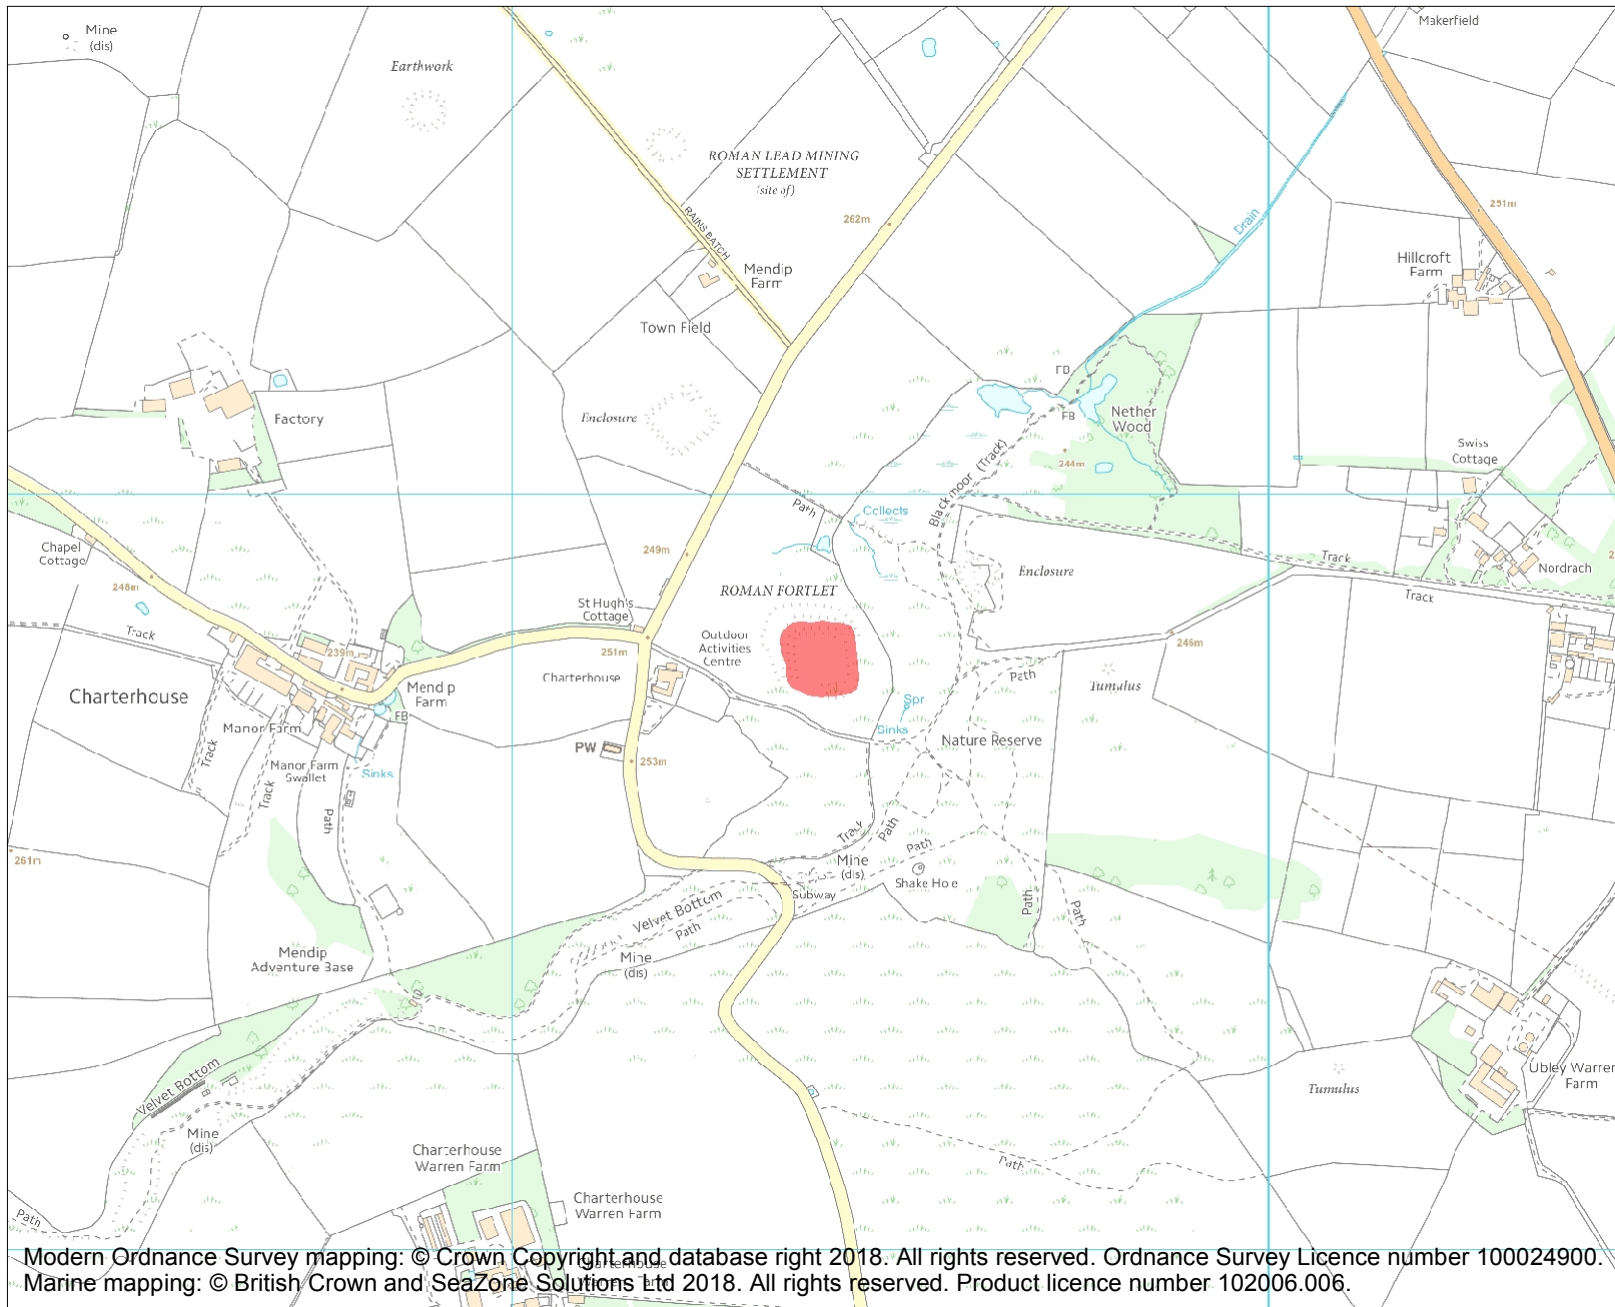 Mine
(dis)
Earthwork
Makerfield
ROMAN LEAD MINING
SETTLEMENT
(site of)
RAINS BATCH
262m
251m
Drain
Mendip
Farm
Hillcroft
Farm
Town Field
FB
FB
Nether
Wood
Enclosure
Factory
244m
Swiss
Cottage
Blackmoor (Track)
Path
Collects
Chapel
Cottage
249m
Track
Nordrach
Enclosure
248m
ROMAN FORTLET
Track
St Hugh's
Cottage
Track
Outdoor
Activities
Centre
251m
239m
246m
Charterhouse
Path
Mendip
Farm
Charterhouse
Tumulus
Spr
FB
Manor Farm
Sinks
Nature Reserve
PW
Track
253m
Manor Farm
Swallet
Sinks
Track
Path
Track
Path
Path
261m
Mine
(dis)
Shake Hole
Subway
Velvet Bottom
Path
Path
Path
Mendip
Adventure Base
Mine
(dis)
Velvet Bottom
Ubley Warren
Farm
Tumulus
Mine
(dis)
Charterhouse
Warren Farm
Path
Charterhouse
Warren Farm
Path
Charterhouse
Warren Farm
Modern Ordnance Survey mapping: © Crown Copyright and database right 2018. All rights reserved. Ordnance Survey Licence number 100024900.
Marine mapping: © British Crown and SeaZone Solutions Ltd 2018. All rights reserved. Product licence number 102006.006.